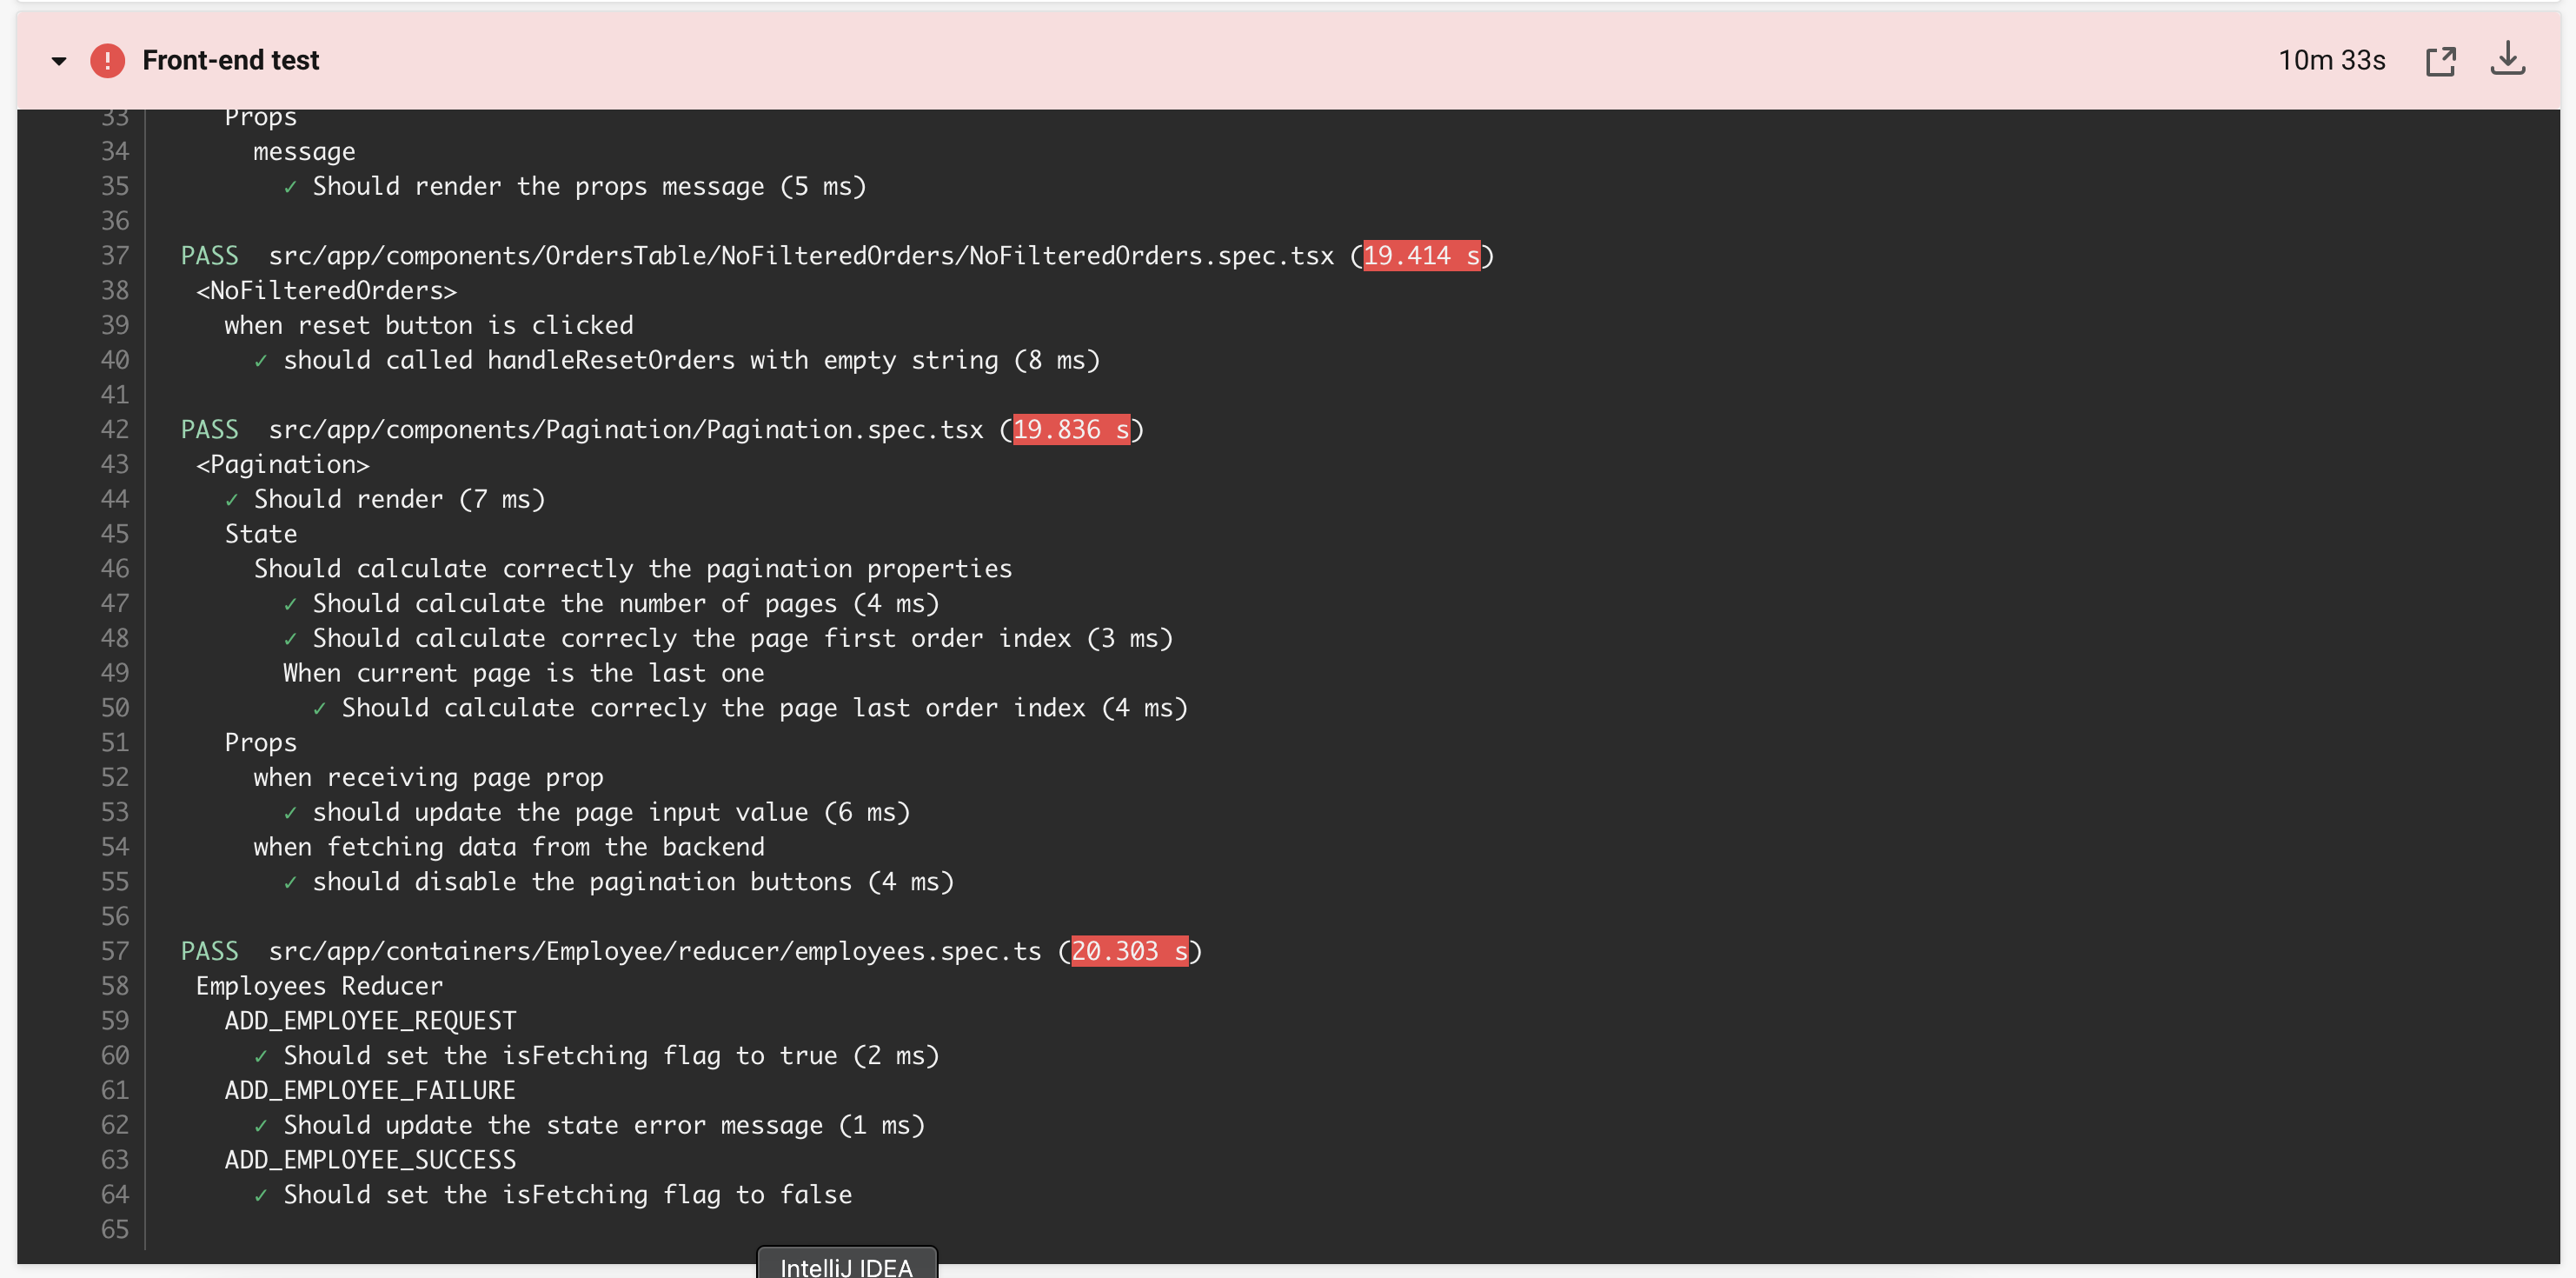 Front-end test 10m 33s
33 Props
34 message
35 ✓ Should render the props message (5 ms)
36
37 PASS src/app/components/OrdersTable/NoFilteredOrders/NoFilteredOrders.spec.tsx (19.414 s)
38 <NoFilteredOrders>
39 when reset button is clicked
40 ✓ should called handleResetOrders with empty string (8 ms)
41
42 PASS src/app/components/Pagination/Pagination.spec.tsx (19.836 s)
43 <Pagination>
44 ✓ Should render (7 ms)
45 State
46 Should calculate correctly the pagination properties
47 ✓ Should calculate the number of pages (4 ms)
48 ✓ Should calculate correcly the page first order index (3 ms)
49 When current page is the last one
50 ✓ Should calculate correcly the page last order index (4 ms)
51 Props
52 when receiving page prop
53 ✓ should update the page input value (6 ms)
54 when fetching data from the backend
55 ✓ should disable the pagination buttons (4 ms)
56
57 PASS src/app/containers/Employee/reducer/employees.spec.ts (20.303 s)
58 Employees Reducer
59 ADD_EMPLOYEE_REQUEST
60 ✓ Should set the isFetching flag to true (2 ms)
61 ADD_EMPLOYEE_FAILURE
62 ✓ Should update the state error message (1 ms)
63 ADD_EMPLOYEE_SUCCESS
64 ✓ Should set the isFetching flag to false
65
IntelliJ IDEA